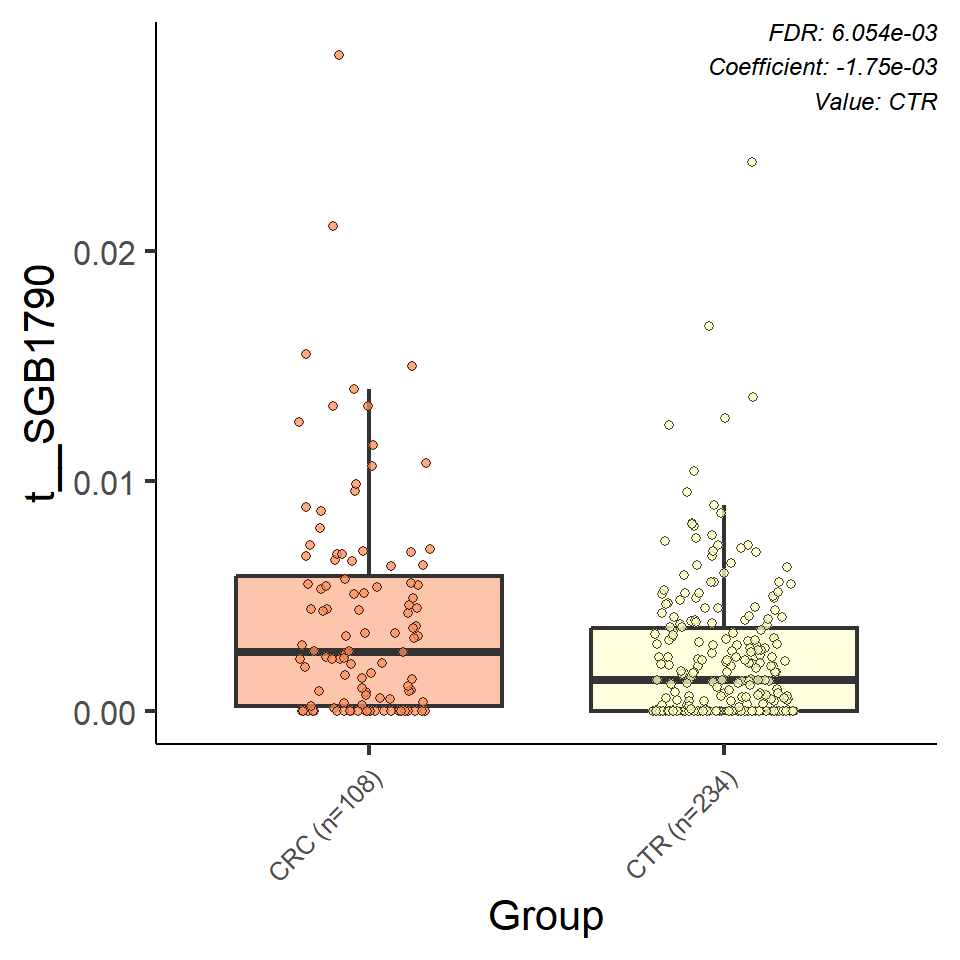 FDR: 6.054e-03
Coefficient: -1.75e-03
Value: CTR
t__SGB1790
0.02
0.01
0.00
CRC (n=108)
CTR (n=234)
Group